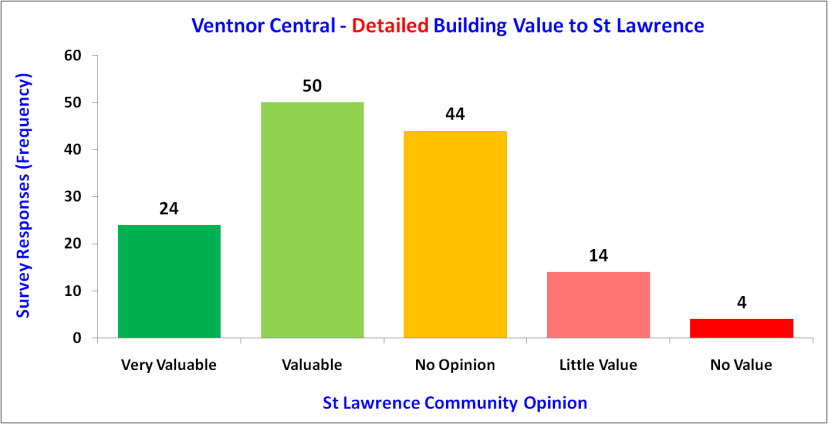 Ventnor Central - Detailed Building Value to St Lawrence
Survey Responses (Frequency)
60
50
40
30
20
10
0
24
50
44
14
4
Very Valuable
Valuable
No Opinion
Little Value
No Value
St Lawrence Community Opinion